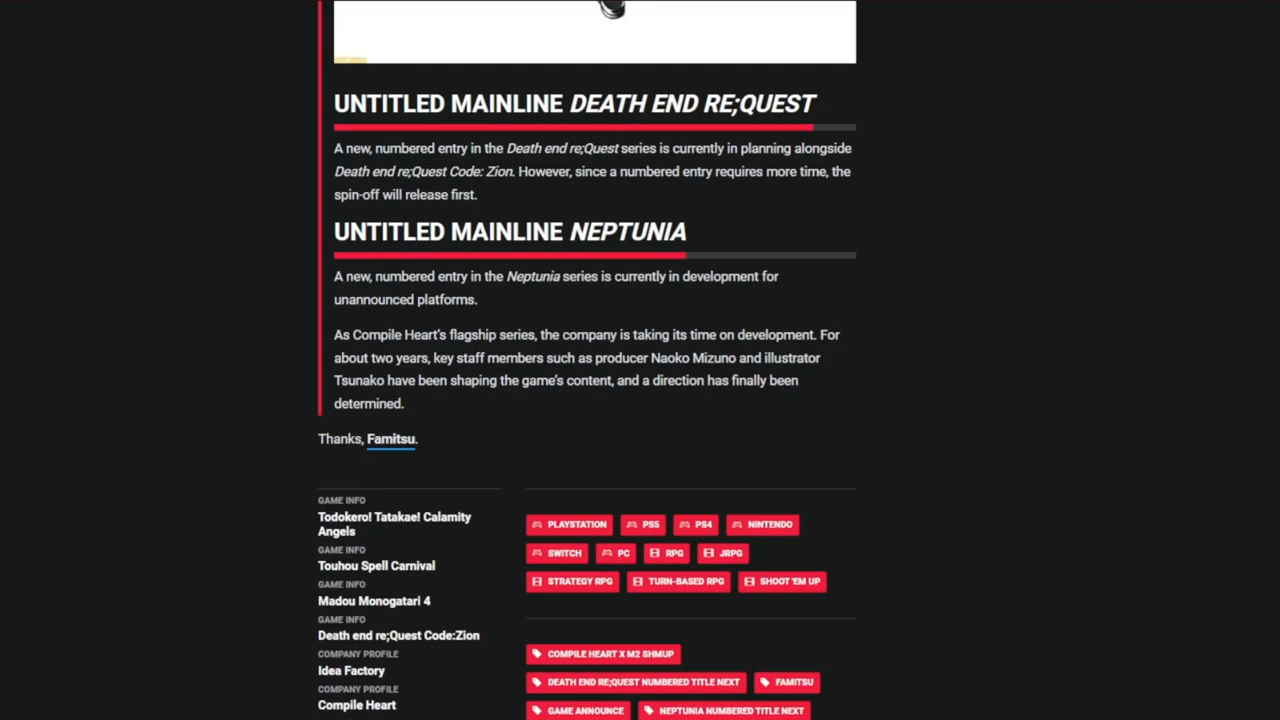 UNTITLED MAINLINE DEATH END RE;QUEST
A new, numbered entry in the Death end re;Quest series is currently in planning alongside
Death end re;Quest Code: Zion. However, since a numbered entry requires more time, the
spin-off will release first.
UNTITLED MAINLINE NEPTUNIA
A new, numbered entry in the Neptunia series is currently in development for
unannounced platforms.
As Compile Heart's flagship series, the company is taking its time on development. For
about two years, key staff members such as producer Naoko Mizuno and illustrator
Tsunako have been shaping the game's content, and a direction has finally been
determined.
Thanks, Famitsu.
GAME INFO
Todokero! Tatakae! Calamity
Angels
GAME INFO
Touhou Spell Carnival
GAME INFO
Madou Monogatari 4
GAME INFO
Death end re;Quest Code:Zion
COMPANY PROFILE
Idea Factory
COMPANY PROFILE
Compile Heart
PLAYSTATION PS5 PS4 NINTENDO
SWITCH PC RPG JRPG
STRATEGY RPG TURN-BASED RPG SHOOT 'EM UP
COMPILE HEART X M2 SHMUP
DEATH END RE;QUEST NUMBERED TITLE NEXT FAMITSU
GAME ANNOUNCE NEPTUNIA NUMBERED TITLE NEXT